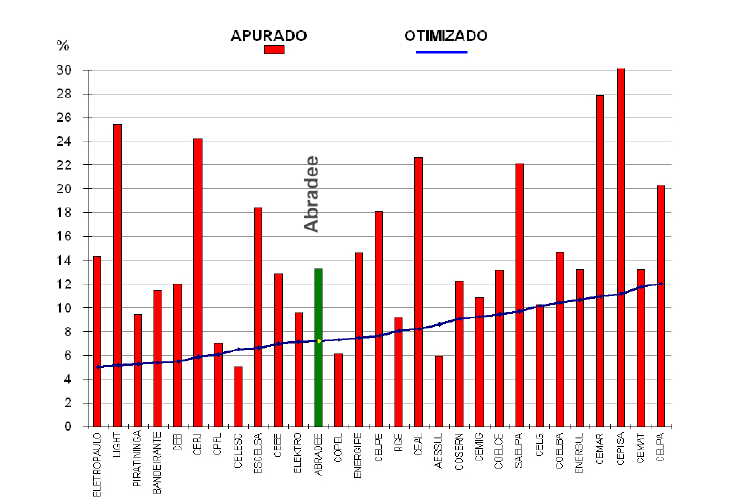 APURADO
OTIMIZADO
%
30
28
26
24
22
20
18
16
14
12
10
8
6
4
2
0
Abradee
ELETROPAULO
LIGHT
PIRATININGA
BANDEIRANTE
CEB
CERJ
CPFL
CELESC
ESCELSA
CEEE
ELEKTRO
ABRADEE
COPEL
ENERGIPE
CELPE
RGE
CEAL
AESSUL
COSERN
CEMIG
COELCE
SAELPA
CELG
COELBA
ENERSUL
CEMAR
CEPISA
CEMAT
CELPA